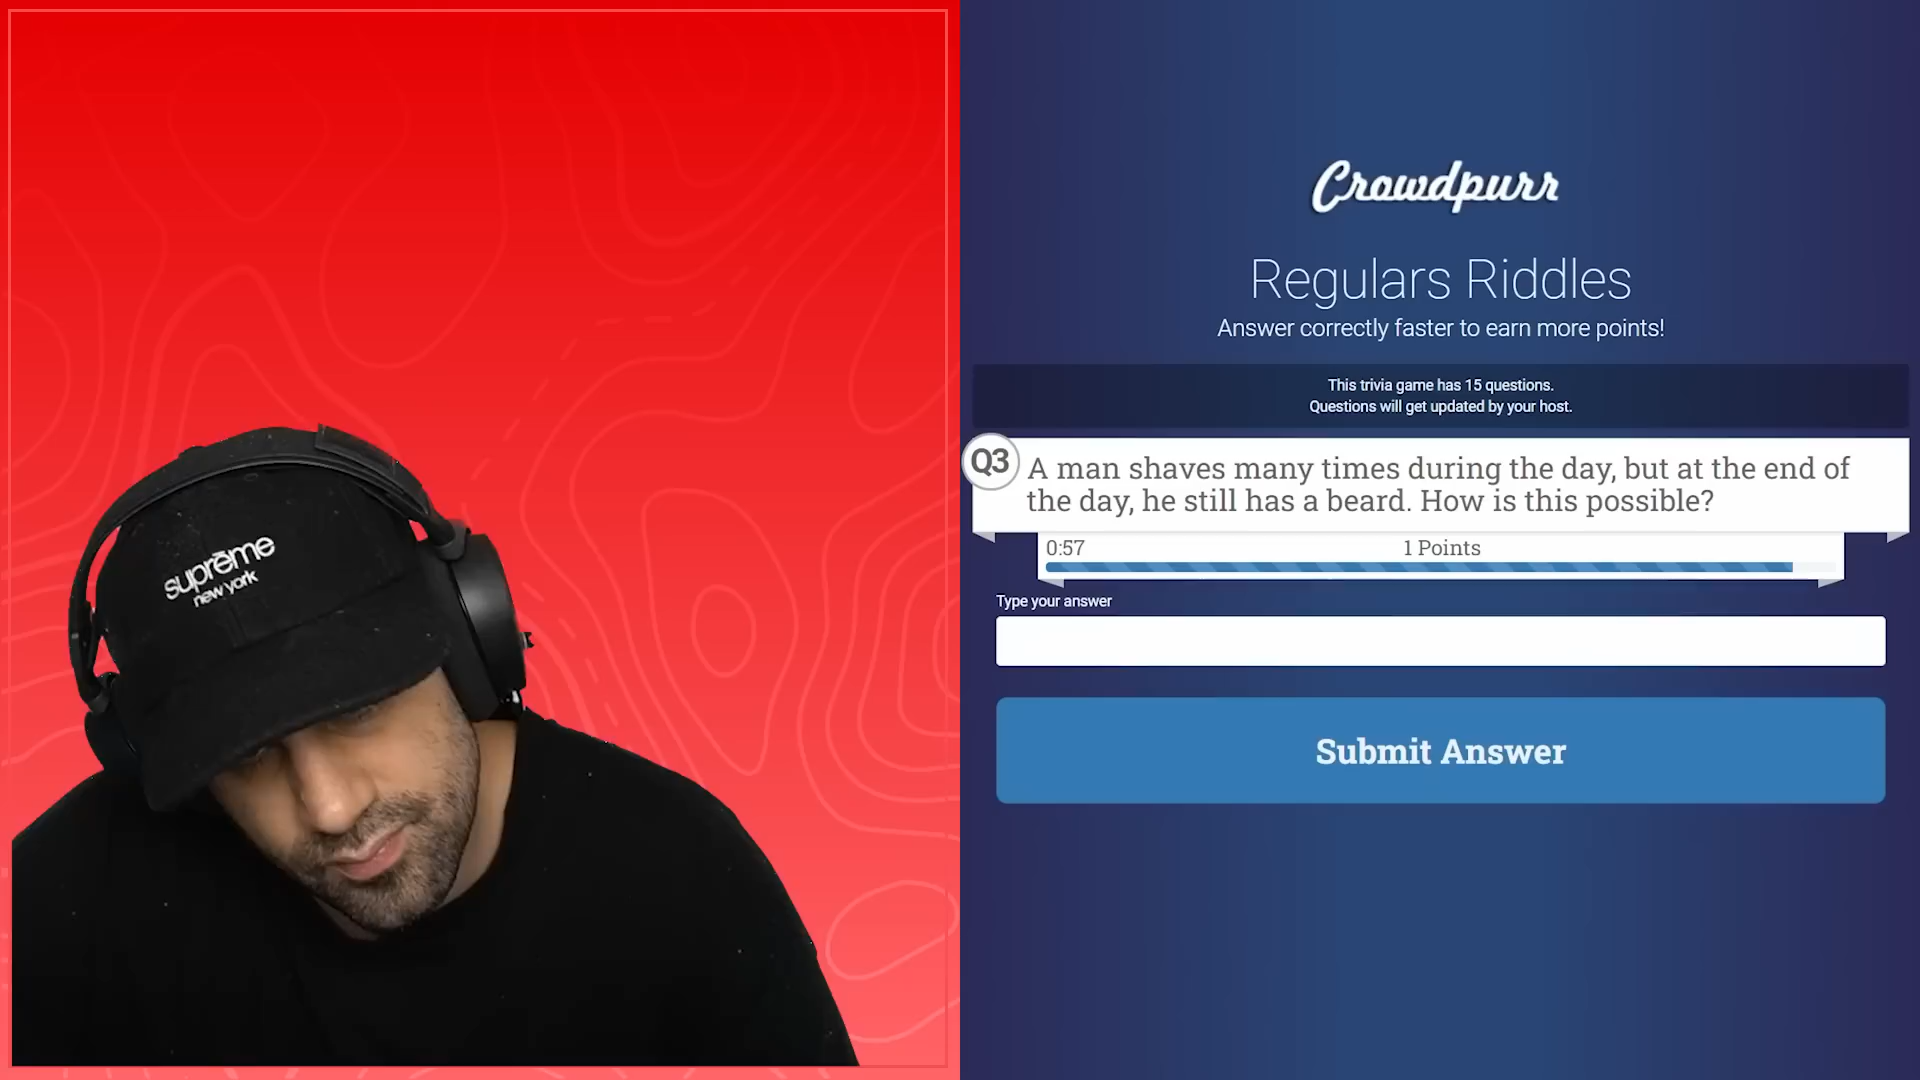 suprēme
new york
Crowdpurr
Regulars Riddles
Answer correctly faster to earn more points!
This trivia game has 15 questions.
Questions will get updated by your host.
Q3
A man shaves many times during the day, but at the end of
the day, he still has a beard. How is this possible?
0:57
1 Points
Type your answer
Submit Answer